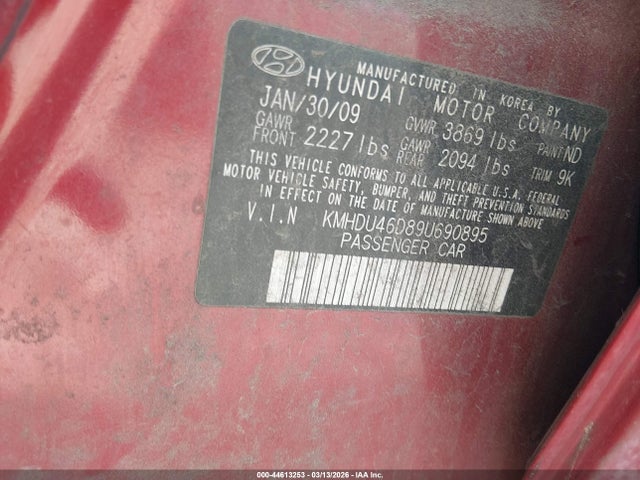 MANUFACTURED IN KOREA BY
HYUNDAI MOTOR COMPANY
JAN/30/09 GVWR 3869 lbs PAINT ND
GAWR FRONT 2227 lbs GAWR REAR 2094 lbs TRIM 9K
THIS VEHICLE CONFORMS TO ALL APPLICABLE U.S.A. FEDERAL
MOTOR VEHICLE SAFETY, BUMPER, AND THEFT PREVENTION STANDARDS
IN EFFECT ON THE DATE OF MANUFACTURE SHOWN ABOVE
V.I.N KMHDU46D89U690895
PASSENGER CAR
000-44613253 - 03/13/2026 - IAA Inc.